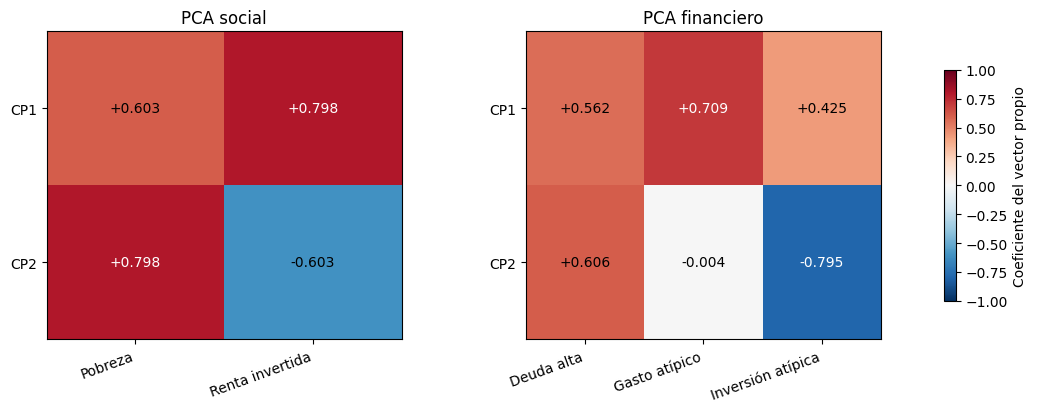 PCA social
PCA financiero
CP1
+0.603
+0.798
CP2
+0.798
-0.603
Pobreza
Renta invertida
CP1
+0.562
+0.709
+0.425
CP2
+0.606
-0.004
-0.795
Deuda alta
Gasto atípico
Inversión atípica
1.00
0.75
0.50
0.25
0.00
−0.25
−0.50
−0.75
−1.00
Coeficiente del vector propio